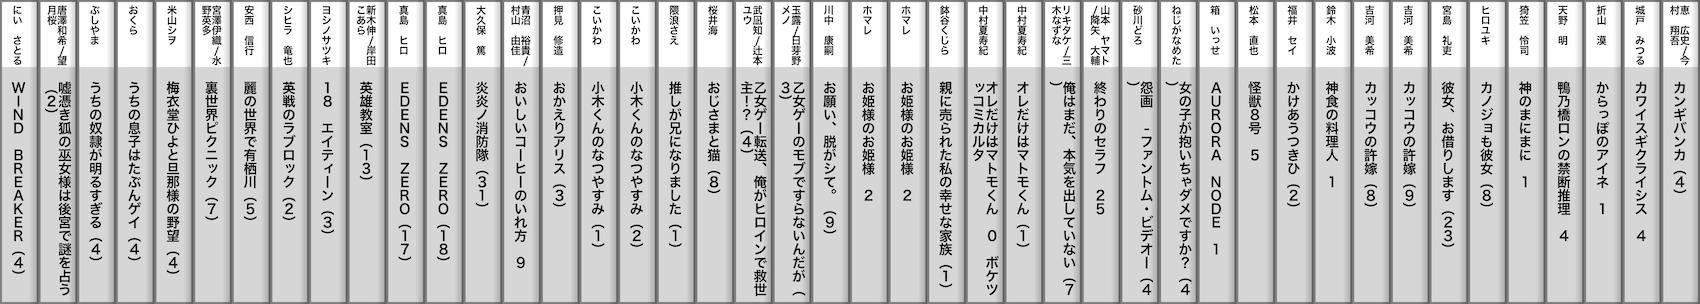 恵 広史/今
村 翔吾
カンギバンカ（４）
城戸 みつる
カワイスギクライシス ４
折山 漠
からっぽのアイネ １
天野 明
鴨乃橋ロンの禁断推理 ４
猗笠 怜司
神のまにまに １
ヒロユキ
カノジョも彼女（８）
宮島 礼吏
彼女、お借りします（２３）
吉河 美希
カッコウの許嫁（９）
吉河 美希
カッコウの許嫁（８）
鈴木 小波
神食の料理人 １
福井 セイ
かけあうつきひ（２）
松本 直也
怪獣８号 ５
箱 いっせ
ＡＵＲＯＲＡ ＮＯＤＥ １
ねじがなめた
女の子が抱いちゃダメですか？（４
）
砂川どろ
怨画 －ファントム・ビデオ－（４
）
山本 ヤマト
/降矢 大輔
終わりのセラフ ２５
リキタケ/三
木なずな
俺はまだ、本気を出していない（７
）
中村夏寿紀
オレだけはマトモくん（１）
中村夏寿紀
オレだけはマトモくん ０ ボケツ
ッコミカルタ
鉢谷くじら
親に売られた私の幸せな家族（１）
ホマレ
お姫様のお姫様 ２
ホマレ
お姫様のお姫様 ２
川中 康嗣
お願い、脱がシて。（９）
玉露/日芽野
メノ
乙女ゲーのモブですらないんだが（
３）
武凪知/辻本
ユウ
乙女ゲー転送、俺がヒロインで救世
主！？（４）
桜井海
おじさまと猫（８）
隈浪さえ
推しが兄になりました（１）
こいかわ
小木くんのなつやすみ（２）
こいかわ
小木くんのなつやすみ（１）
押見 修造
おかえりアリス（３）
青沼 裕貴/
村山 由佳
おいしいコーヒーのいれ方 ９
大久保 篤
炎炎ノ消防隊（３１）
真島 ヒロ
ＥＤＥＮＳ ＺＥＲＯ（１８）
真島 ヒロ
ＥＤＥＮＳ ＺＥＲＯ（１７）
新木伸/岸田
こあら
英雄教室（１３）
ヨシノサツキ
１８ エイティーン（３）
シヒラ 竜也
英戦のラブロック（２）
安西 信行
麗の世界で有栖川（５）
宮澤伊織/水
野英多
裏世界ピクニック（７）
米山シヲ
梅衣堂ひよと旦那様の野望（４）
おくら
うちの息子はたぶんゲイ（４）
ぶしやま
うちの奴隷が明るすぎる（４）
唐澤和希/望
月桜
嘘憑き狐の巫女様は後宮で謎を占う
（２）
にい さとる
ＷＩＮＤ ＢＲＥＡＫＥＲ（４）